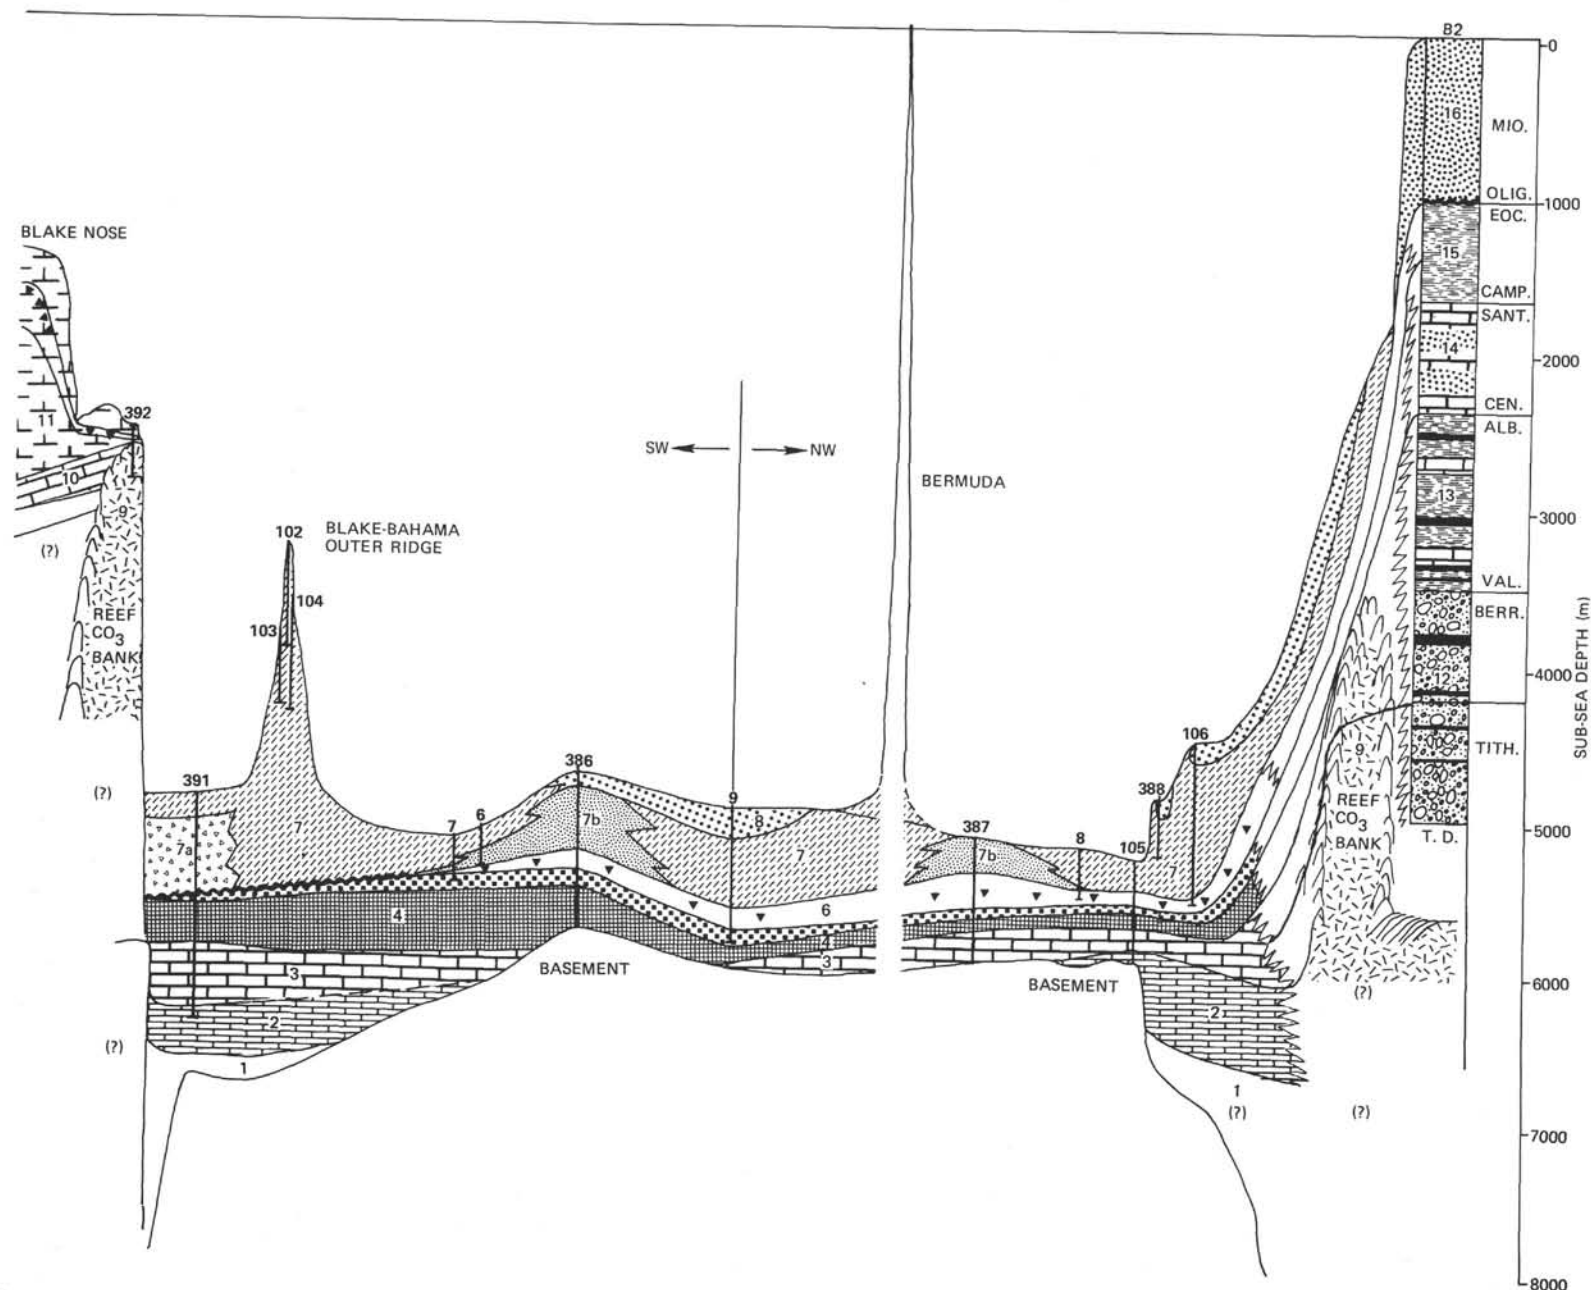 B2
0
16
MIO.
OLIG.
1000
EOC.
BLAKE NOSE
15
CAMP.
SANT.
14
2000
11
392
CEN.
ALB.
SW
NW
10
BERMUDA
13
9
3000
102
BLAKE-BAHAMA
OUTER RIDGE
(?)
VAL.
104
BERR.
REEF
CO3
BANK
103
SUB-SEA DEPTH (m)
12
4000
106
TITH.
9
386
391
(?)
388
REEF
CO3
BANK
9
7
6
8
7b
7a
7
7
387
7b
8
105
7
5000
T. D.
4
6
4
3
3
BASEMENT
BASEMENT
6000
(?)
2
2
(?)
1
1
(?)
(?)
7000
8000